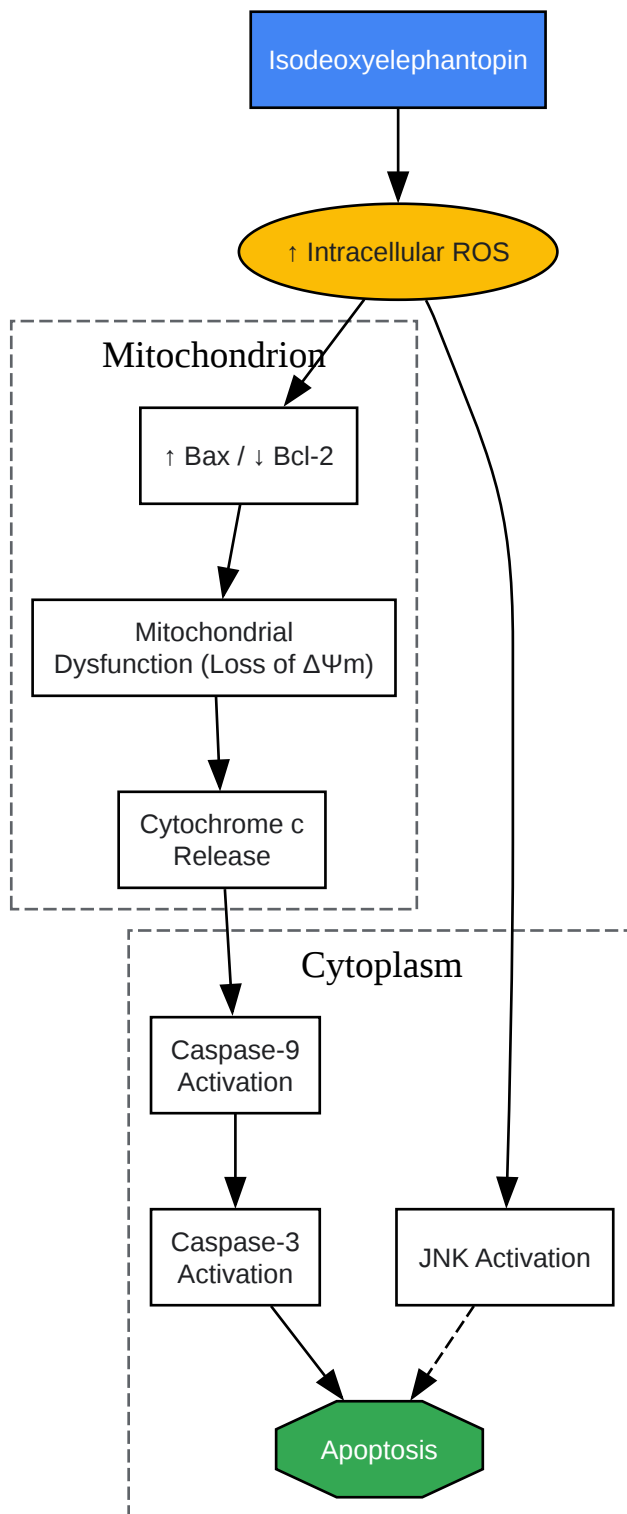 Isodeoxyelephantopin
↑ Intracellular ROS
Mitochondrion
↑ Bax / ↓ Bcl-2
Mitochondrial
Dysfunction (Loss of ΔΨm)
Cytochrome c
Release
Cytoplasm
Caspase-9
Activation
Caspase-3
Activation
JNK Activation
Apoptosis